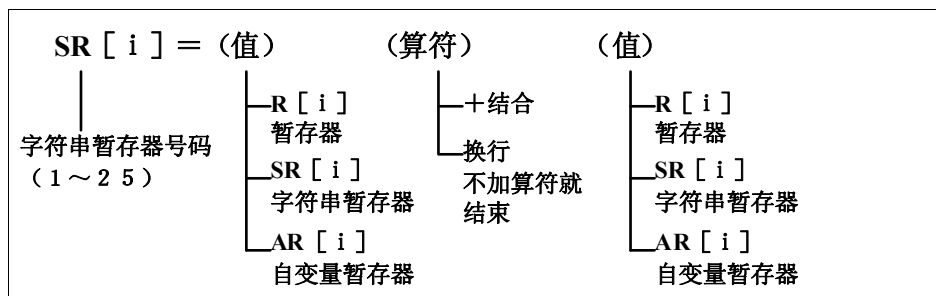 SR［ｉ］＝（值） （算符） （值）
R［ｉ］ ＋结合 R［ｉ］
暂存器 暂存器
字符串暂存器号码 换行
（１～２５） SR［ｉ］ 不加算符就 SR［ｉ］
字符串暂存器 结束 字符串暂存器
AR［ｉ］ AR［ｉ］
自变量暂存器 自变量暂存器